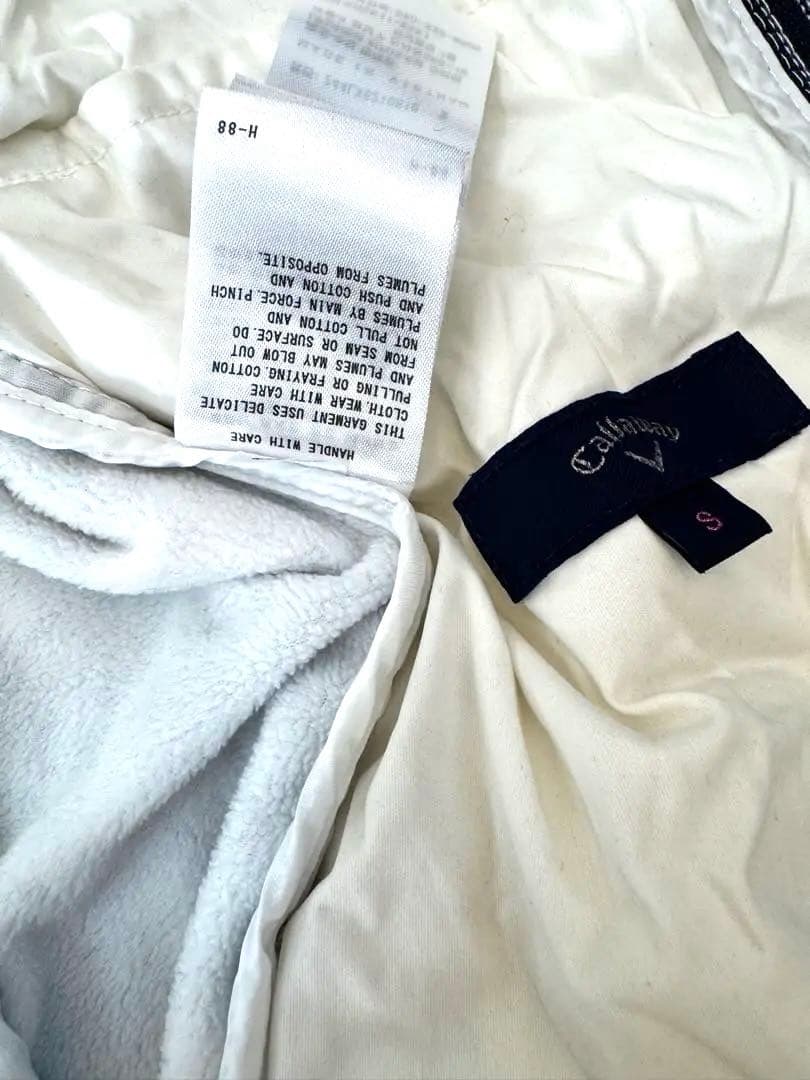 HANDLE WITH CARE
THIS GARMENT USES DELICATE
CLOTH. WEAR WITH CARE
PULLING OR FRAYING. COTTON
AND PLUMES MAY BLOW OUT
FROM SEAM OR SURFACE. DO
NOT PULL COTTON AND
PLUMES BY MAIN FORCE. PINCH
AND PUSH COTTON AND
PLUMES FROM OPPOSITE.
H-88
Callaway
S